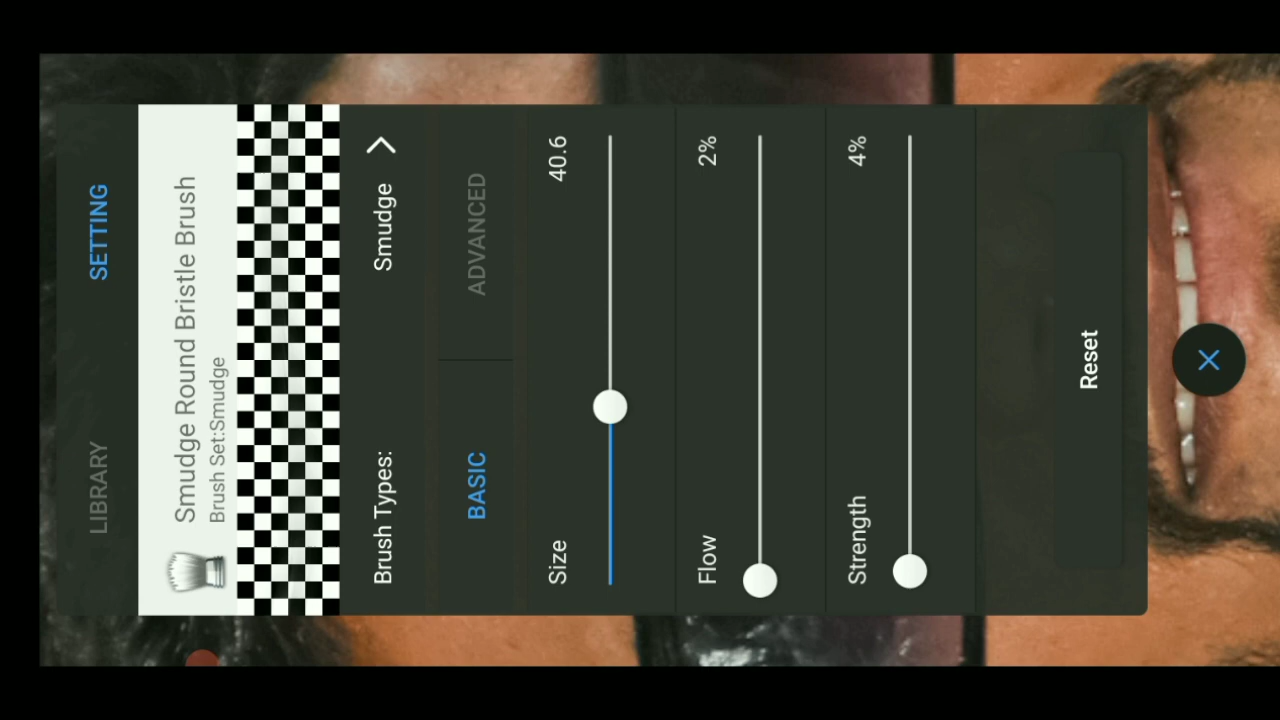 LIBRARY SETTING
Smudge Round Bristle Brush
Brush Set:Smudge
Brush Types: Smudge
BASIC ADVANCED
Size 40.6
Flow 2%
Strength 4%
Reset